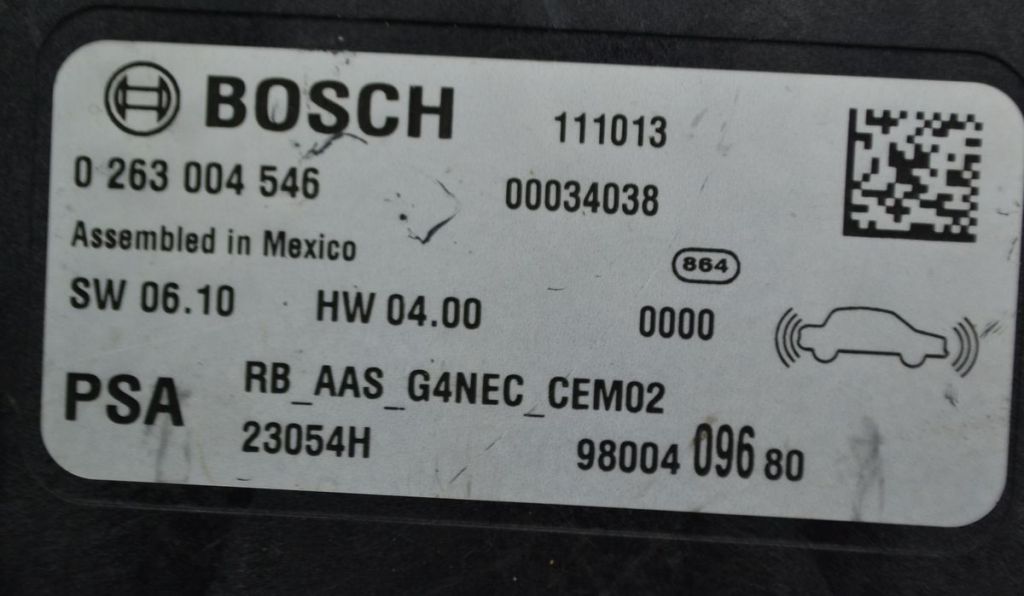 BOSCH 111013
0 263 004 546 00034038
Assembled in Mexico
864
SW 06.10 HW 04.00 0000
PSA RB_AAS_G4NEC_CEM02
23054H 98004 096 80